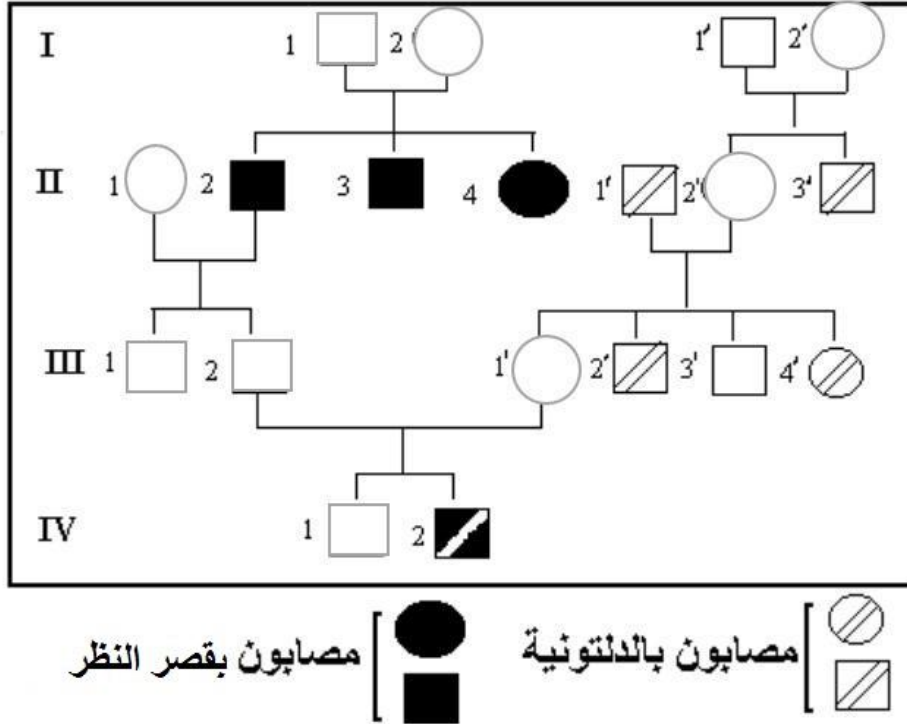 I 1 2 1' 2'
II 1 2 3 4 1' 2' 3'
III 1 2 1' 2' 3' 4'
IV 1 2
مصابون بالدلتونية
مصابون بقصر النظر